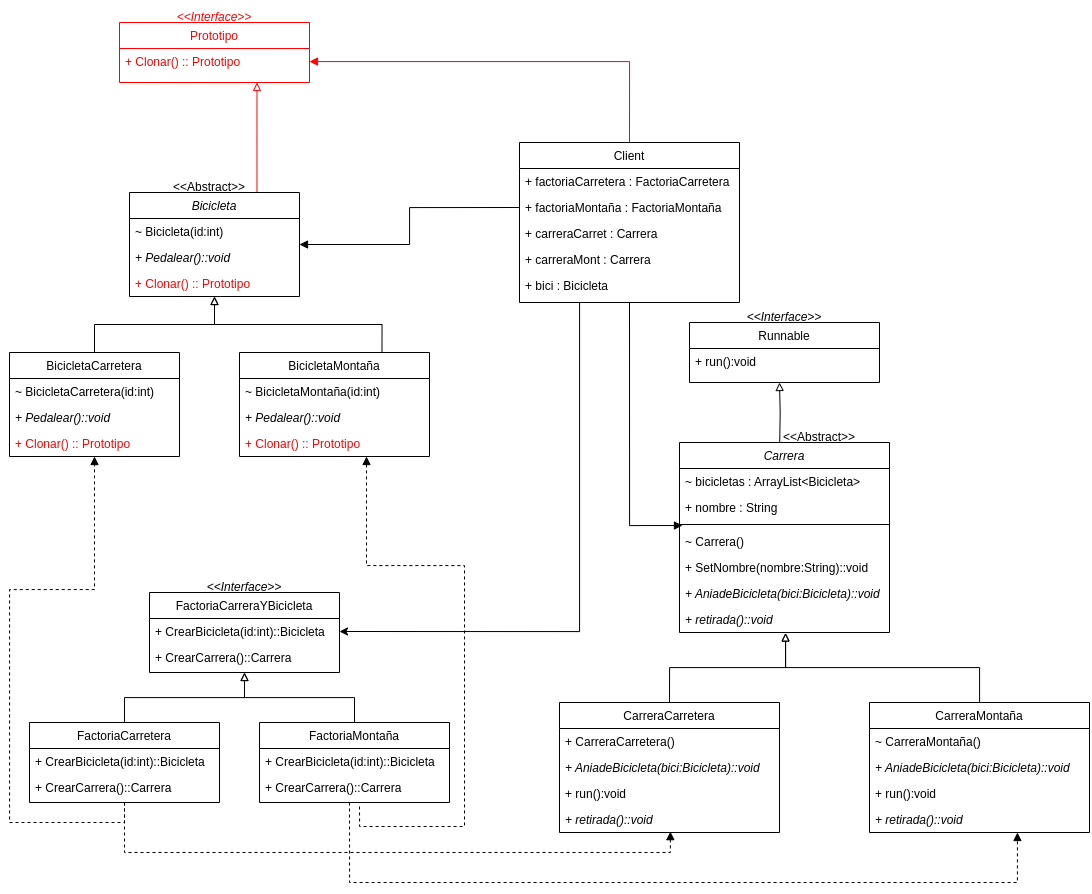 <<Interface>>
Prototipo
+ Clonar() :: Prototipo
Client
+ factoriaCarretera : FactoriaCarretera
+ factoriaMontaña : FactoriaMontaña
+ carreraCarret : Carrera
+ carreraMont : Carrera
+ bici : Bicicleta
<<Abstract>>
Bicicleta
~ Bicicleta(id:int)
+ Pedalear()::void
+ Clonar() :: Prototipo
<<Interface>>
Runnable
+ run():void
BicicletaCarretera
~ BicicletaCarretera(id:int)
+ Pedalear()::void
+ Clonar() :: Prototipo
BicicletaMontaña
~ BicicletaMontaña(id:int)
+ Pedalear()::void
+ Clonar() :: Prototipo
<<Abstract>>
Carrera
~ bicicletas : ArrayList<Bicicleta>
+ nombre : String
~ Carrera()
+ SetNombre(nombre:String)::void
+ AniadeBicicleta(bici:Bicicleta)::void
+ retirada()::void
<<Interface>>
FactoriaCarreraYBicicleta
+ CrearBicicleta(id:int)::Bicicleta
+ CrearCarrera()::Carrera
FactoriaCarretera
+ CrearBicicleta(id:int)::Bicicleta
+ CrearCarrera()::Carrera
FactoriaMontaña
+ CrearBicicleta(id:int)::Bicicleta
+ CrearCarrera()::Carrera
CarreraCarretera
+ CarreraCarretera()
+ AniadeBicicleta(bici:Bicicleta)::void
+ run():void
+ retirada()::void
CarreraMontaña
~ CarreraMontaña()
+ AniadeBicicleta(bici:Bicicleta)::void
+ run():void
+ retirada()::void